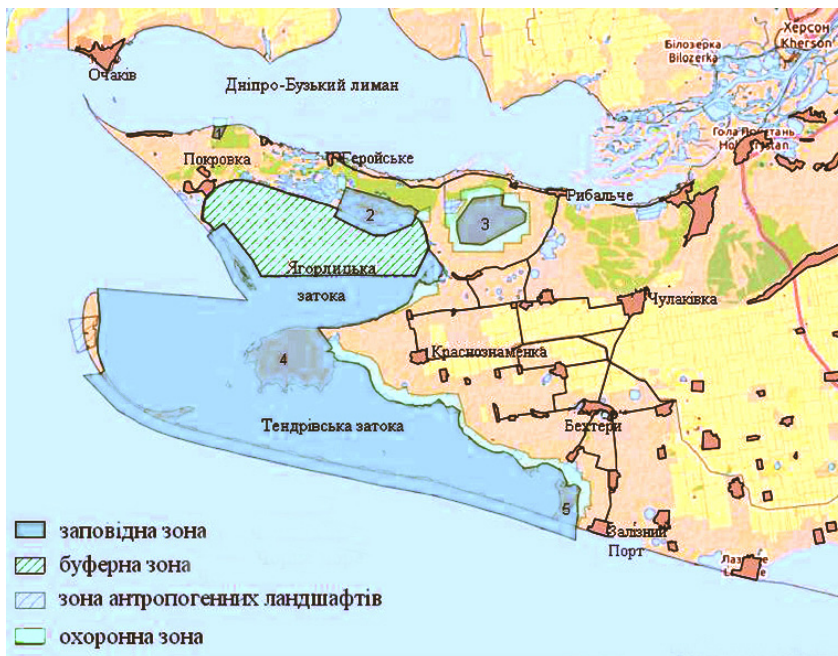 Херсон
Kherson
Білозерка
Bilozerka
Очаків
Дніпро-Бузький лиман
1
Гола Пристань
Покровка
Геройське
Рибальче
2
3
Ягорлицька
затока
Чулаківка
4
Краснознаменка
Тендрівська затока
Бехтери
5
Залізний
Порт
заповідна зона
буферна зона
зона антропогенних ландшафтів
охоронна зона